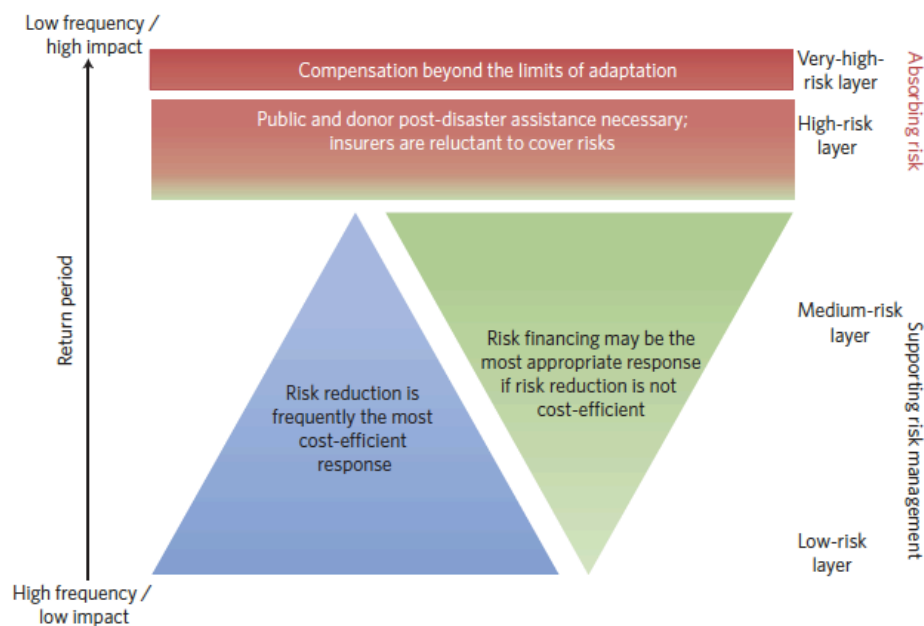 Low frequency /
high impact
Compensation beyond the limits of adaptation
Very-high-
risk layer
Public and donor post-disaster assistance necessary;
insurers are reluctant to cover risks
High-risk
layer
Absorbing risk
Return period
Medium-risk
layer
Risk financing may be the
most appropriate response
if risk reduction is not
cost-efficient
Risk reduction is
frequently the most
cost-efficient
response
Supporting risk management
Low-risk
layer
High frequency /
low impact